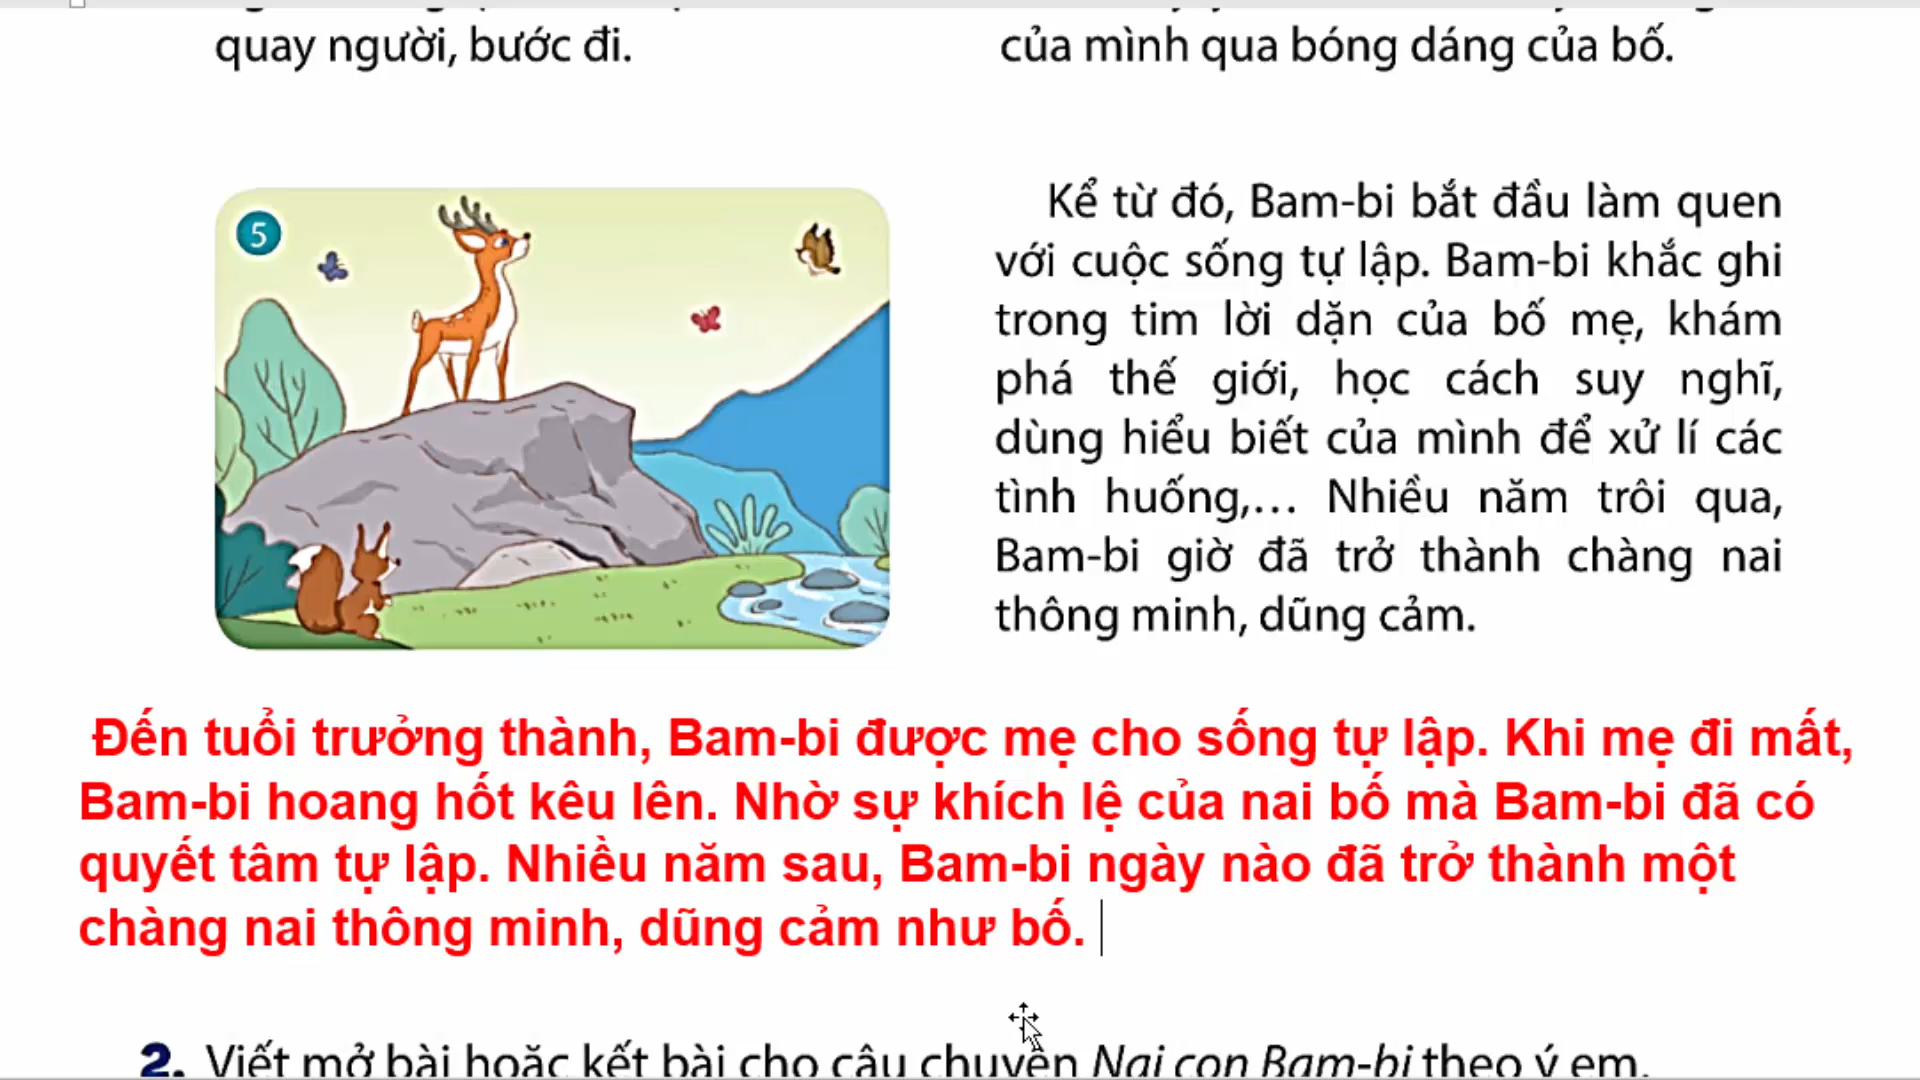 quay người, bước đi.
của mình qua bóng dáng của bố.
5
Kể từ đó, Bam-bi bắt đầu làm quen
với cuộc sống tự lập. Bam-bi khắc ghi
trong tim lời dặn của bố mẹ, khám
phá thế giới, học cách suy nghĩ,
dùng hiểu biết của mình để xử lí các
tình huống,... Nhiều năm trôi qua,
Bam-bi giờ đã trở thành chàng nai
thông minh, dũng cảm.
Đến tuổi trưởng thành, Bam-bi được mẹ cho sống tự lập. Khi mẹ đi mất,
Bam-bi hoang hốt kêu lên. Nhờ sự khích lệ của nai bố mà Bam-bi đã có
quyết tâm tự lập. Nhiều năm sau, Bam-bi ngày nào đã trở thành một
chàng nai thông minh, dũng cảm như bố.
2. Viết mở bài hoặc kết bài cho câu chuyện Nai con Bam-bi theo ý em.